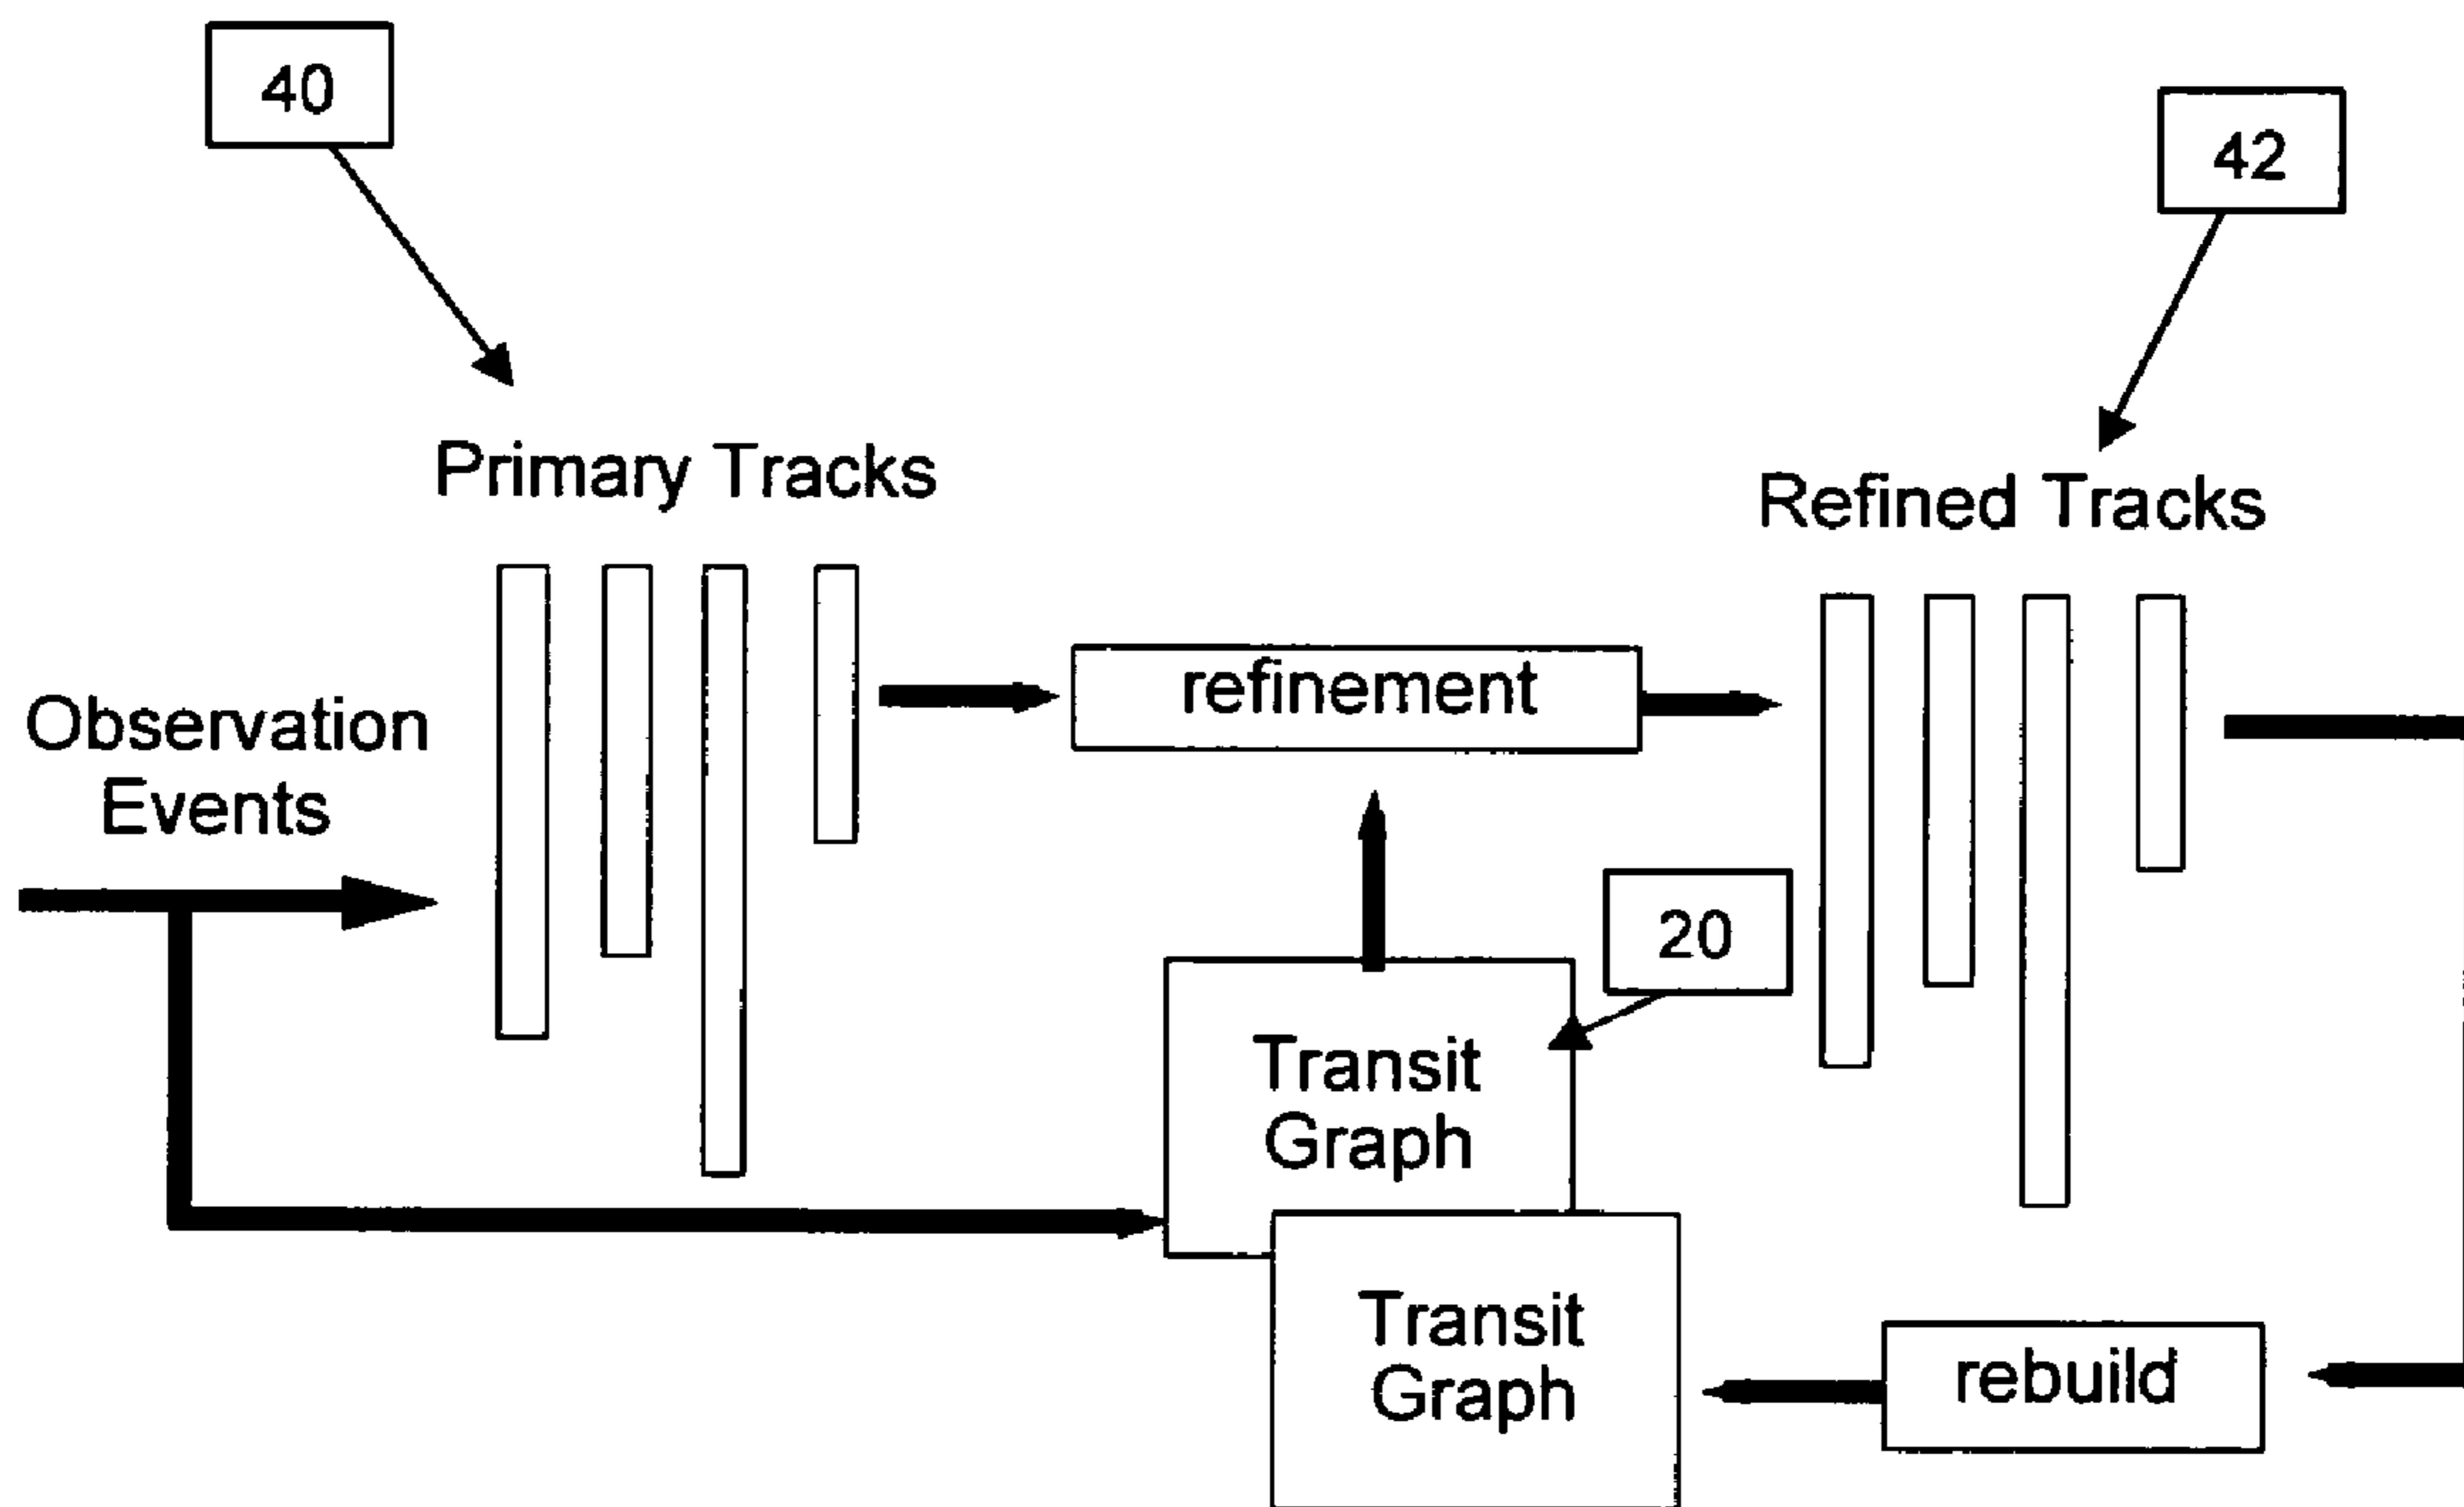 40
42
Primary Tracks
Refined Tracks
Observation
Events
refinement
20
Transit
Graph
Transit
Graph
rebuild